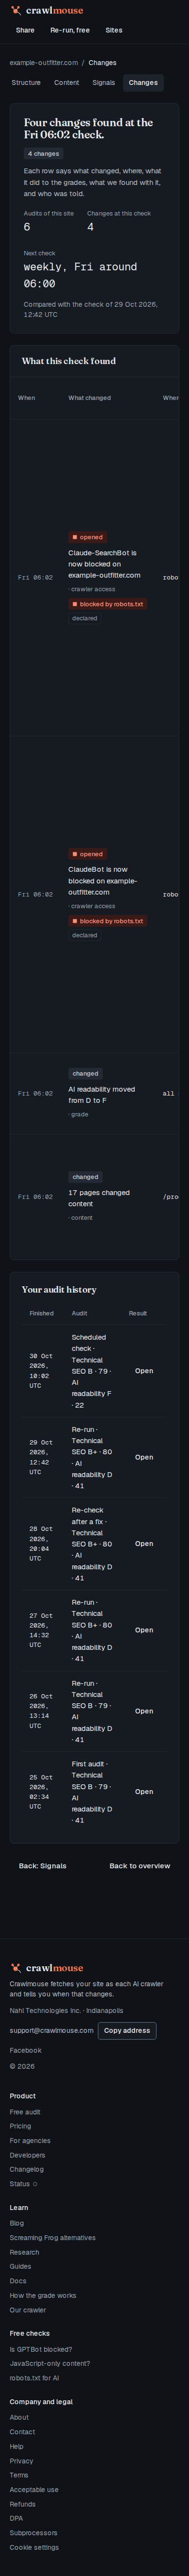 crawlmouse
Share Re-run, free Sites
example-outfitter.com / Changes
Structure Content Signals Changes
Four changes found at the
Fri 06:02 check.
4 changes
Each row says what changed, where, what
it did to the grades, what we found with it,
and who was told.
Audits of this site Changes at this check
6 4
Next check
weekly, Fri around
06:00
Compared with the check of 29 Oct 2026,
12:42 UTC
What this check found
When What changed Wher
opened
Claude-SearchBot is
now blocked on
Fri 06:02 example-outfitter.com robo
· crawler access
blocked by robots.txt
declared
opened
ClaudeBot is now
blocked on example-
Fri 06:02 outfitter.com robo
· crawler access
blocked by robots.txt
declared
changed
Fri 06:02 AI readability moved all
from D to F
· grade
changed
Fri 06:02 17 pages changed /pro
content
· content
Your audit history
Finished Audit Result
30 Oct
2026,
10:02
UTC
Scheduled
check ·
Technical
SEO B · 79 ·
AI
readability F
· 22
Open
29 Oct
2026,
12:42
UTC
Re-run ·
Technical
SEO B+ · 80
· AI
readability D
· 41
Open
28 Oct
2026,
20:04
UTC
Re-check
after a fix ·
Technical
SEO B+ · 80
· AI
readability D
· 41
Open
27 Oct
2026,
14:32
UTC
Re-run ·
Technical
SEO B+ · 80
· AI
readability D
· 41
Open
26 Oct
2026,
13:14
UTC
Re-run ·
Technical
SEO B · 79 ·
AI
readability D
· 41
Open
25 Oct
2026,
02:34
UTC
First audit ·
Technical
SEO B · 79 ·
AI
readability D
· 41
Open
Back: Signals Back to overview
crawlmouse
Crawlmouse fetches your site as each AI crawler
and tells you when that changes.
Nahl Technologies Inc. · Indianapolis
support@crawlmouse.com Copy address
Facebook
© 2026
Product
Free audit
Pricing
For agencies
Developers
Changelog
Status
Learn
Blog
Screaming Frog alternatives
Research
Guides
Docs
How the grade works
Our crawler
Free checks
Is GPTBot blocked?
JavaScript-only content?
robots.txt for AI
Company and legal
About
Contact
Help
Privacy
Terms
Acceptable use
Refunds
DPA
Subprocessors
Cookie settings